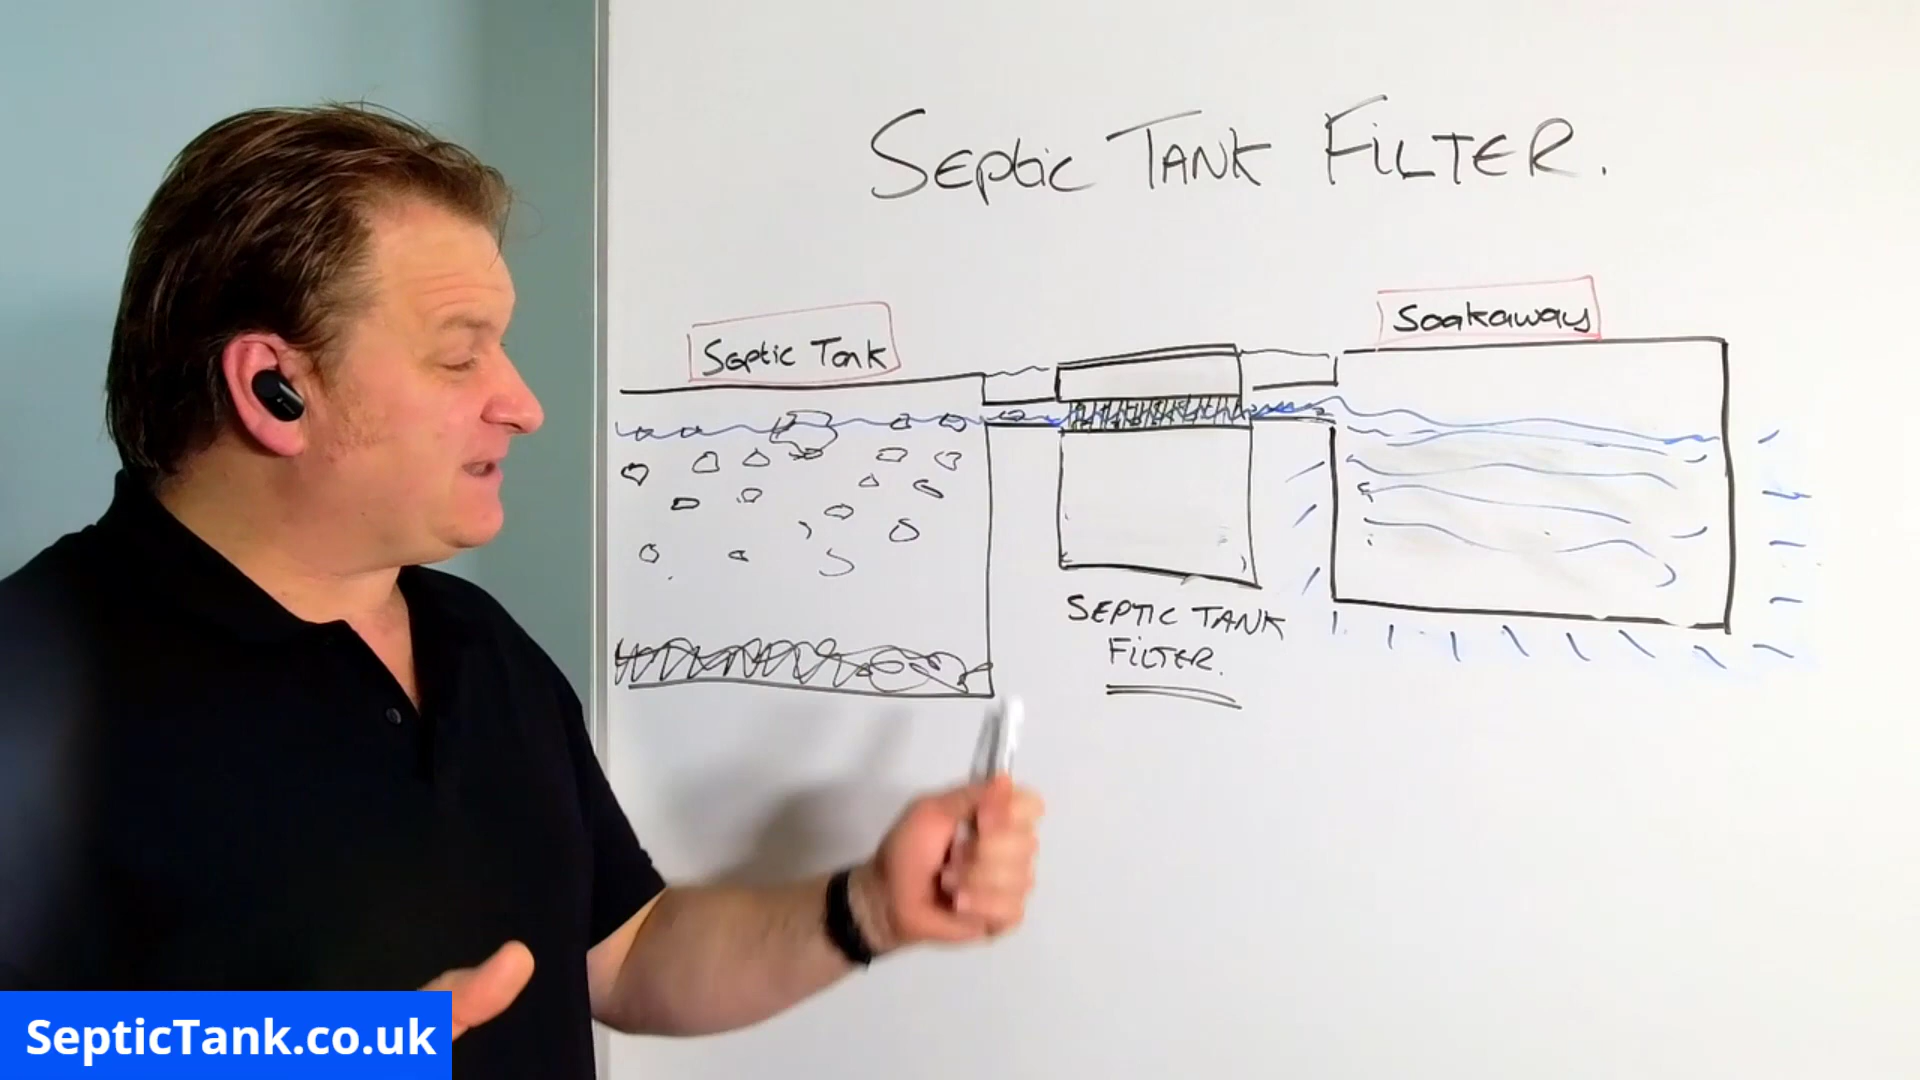 SEptic TANK FiLTER.
Septic Tank
Soakaway
SEPTIC TANK
FiLTER.
SepticTank.co.uk